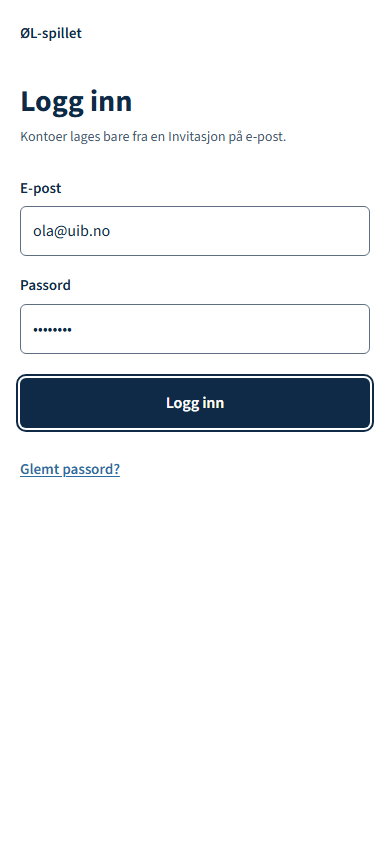 ØL-spillet
Logg inn
Kontoer lages bare fra en Invitasjon på e-post.
E-post
ola@uib.no
Passord
••••••••
Logg inn
Glemt passord?